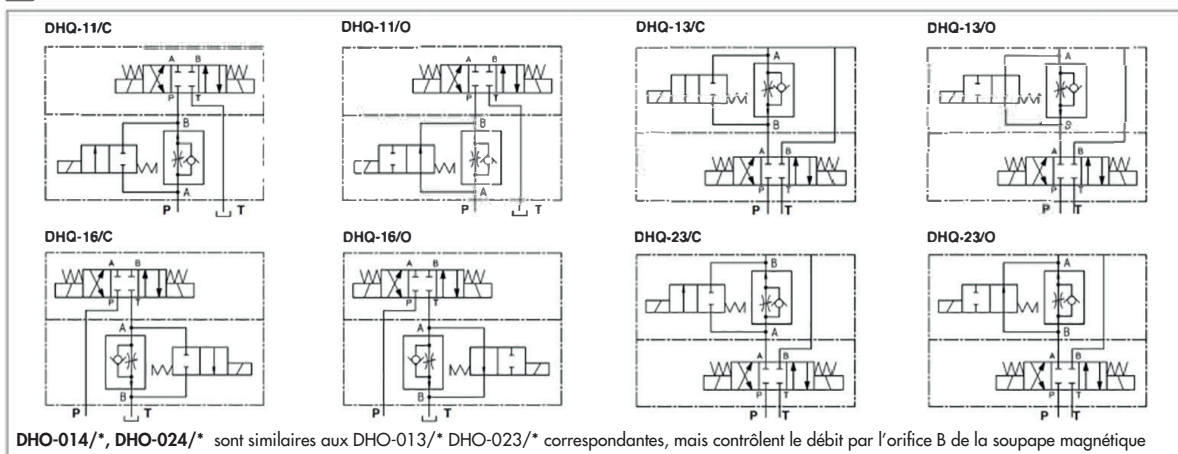 DHQ-11/C DHQ-11/O DHQ-13/C DHQ-13/O
A B A B A A
P T P T B B
B B A B A B
A A P T P T
P T P T P T P T
DHQ-16/C DHQ-16/O DHQ-23/C DHQ-23/O
A B A B B A
P T P T A B
A A A B A B
B B P T P T
P T P T P T P T
DHO-014/*, DHO-024/* sont similaires aux DHO-013/* DHO-023/* correspondantes, mais contrôlent le débit par l'orifice B de la soupape magnétique